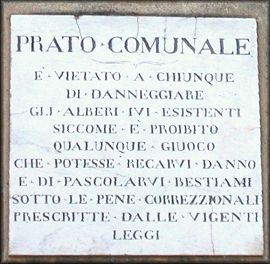 PRATO · COMUNALE
E' · VIETATO · A · CHIUNQUE
DI · DANNEGGIARE
GLI · ALBERI · IVI · ESISTENTI
SICCOME · E · PROIBITO
QUALUNQUE · GIUOCO
CHE · POTESSE · RECARVI · DANNO
E · DI · PASCOLARVI · BESTIAMI
SOTTO · LE · PENE · CORREZZIONALI
PRESCRITTE · DALLE · VIGENTI
LEGGI